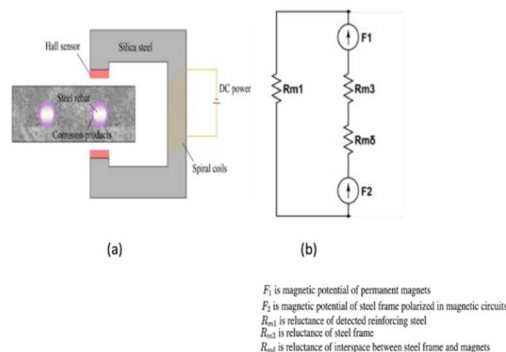 Hall sensor
Silica steel
DC power
Steel rebar
Corrosion products
Spiral coils
(a)
F1
Rm1
Rm3
Rmδ
F2
(b)
F1 is magnetic potential of permanent magnets
F2 is magnetic potential of steel frame polarized in magnetic circuits
Rm1 is reluctance of detected reinforcing steel
Rm3 is reluctance of steel frame
Rmδ is reluctance of interspace between steel frame and magnets